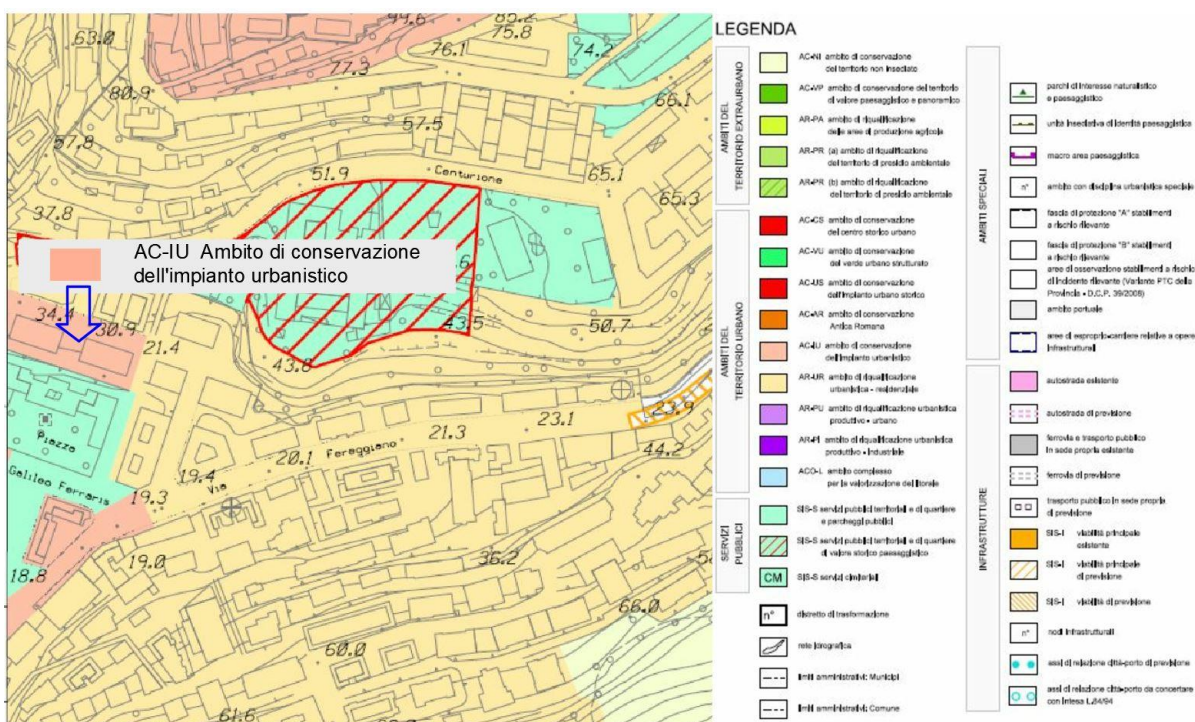 99.6
85.2
75.8
63.0
76.1
74.2
77.3
80.9
66.1
57.5
57.8
Centurione
51.9
65.1
65.3
37.8
AC-IU Ambito di conservazione
dell'impianto urbanistico
34.4
30.9
43.5
50.7
21.4
43.8
23.9
23.1
44.2
21.3
Piazza
Galileo Ferraris
Via Fereggiano
20.1
19.4
19.3
19.0
18.8
36.2
66.0
60.0
61.6
LEGENDA
AMBITI DEL
TERRITORIO EXTRAURBANO
AC-NI ambito di conservazione
del territorio non insediato
AC-VP ambito di conservazione del territorio
di valore paesaggistico e panoramico
AR-PA ambito di riqualificazione
delle aree di produzione agricola
AR-PR (a) ambito di riqualificazione
del territorio di presidio ambientale
AR-PR (b) ambito di riqualificazione
del territorio di presidio ambientale
AMBITI DEL
TERRITORIO URBANO
AC-CS ambito di conservazione
del centro storico urbano
AC-VU ambito di conservazione
del verde urbano strutturato
AC-US ambito di conservazione
dell'impianto urbano storico
AC-AR ambito di conservazione
Antica Romana
AC-IU ambito di conservazione
dell'impianto urbanistico
AR-UR ambito di riqualificazione
urbanistica - residenziale
AR-PU ambito di riqualificazione urbanistica
produttivo - urbano
AR-PI ambito di riqualificazione urbanistica
produttivo - industriale
ACO-L ambito complesso
per la valorizzazione del litorale
SERVIZI
PUBBLICI
SIS-S servizi pubblici territoriali e di quartiere
e parcheggi pubblici
SIS-S servizi pubblici territoriali e di quartiere
di valore storico paesaggistico
CM SIS-S servizi cimiteriali
n° distretto di trasformazione
rete idrografica
limiti amministrativi: Municipi
limiti amministrativi: Comune
AMBITI SPECIALI
parchi di interesse naturalistico
e paesaggistico
unità insediativa di identità paesaggistica
macro area paesaggistica
n° ambito con disciplina urbanistica speciale
fascia di protezione "A" stabilimenti
a rischio rilevante
fascia di protezione "B" stabilimenti
a rischio rilevante
aree di osservazione stabilimenti a rischio
di incidente rilevante (Variante PTC della
Provincia - D.C.P. 39/2008)
ambito portuale
aree di esproprio-cantiere relative a opere
infrastrutturali
INFRASTRUTTURE
autostrada esistente
autostrada di previsione
ferrovia e trasporto pubblico
in sede propria esistente
ferrovia di previsione
trasporto pubblico in sede propria
di previsione
SIS-I viabilità principale
esistente
SIS-I viabilità principale
di previsione
SIS-I viabilità di previsione
n° nodi infrastrutturali
assi di relazione città-porto di previsione
assi di relazione città-porto da concertare
con Intesa L.84/94